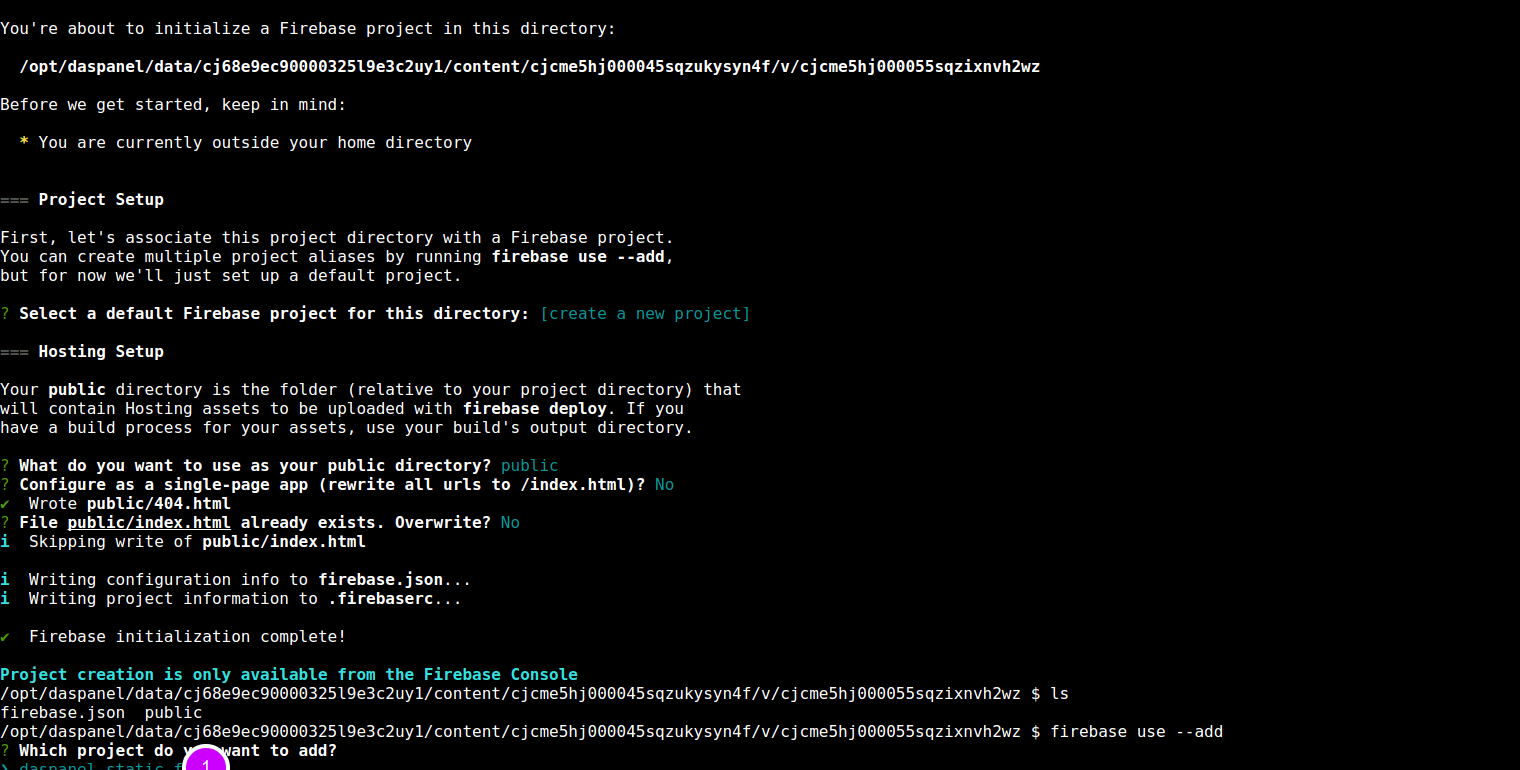 You're about to initialize a Firebase project in this directory:
/opt/daspanel/data/cj68e9ec90000325l9e3c2uy1/content/cjcme5hj000045sqzukysyn4f/v/cjcme5hj000055sqzixnvh2wz
Before we get started, keep in mind:
* You are currently outside your home directory
=== Project Setup
First, let's associate this project directory with a Firebase project.
You can create multiple project aliases by running firebase use --add,
but for now we'll just set up a default project.
? Select a default Firebase project for this directory: [create a new project]
=== Hosting Setup
Your public directory is the folder (relative to your project directory) that
will contain Hosting assets to be uploaded with firebase deploy. If you
have a build process for your assets, use your build's output directory.
? What do you want to use as your public directory? public
? Configure as a single-page app (rewrite all urls to /index.html)? No
✔ Wrote public/404.html
? File public/index.html already exists. Overwrite? No
i Skipping write of public/index.html
i Writing configuration info to firebase.json...
i Writing project information to .firebaserc...
✔ Firebase initialization complete!
Project creation is only available from the Firebase Console
/opt/daspanel/data/cj68e9ec90000325l9e3c2uy1/content/cjcme5hj000045sqzukysyn4f/v/cjcme5hj000055sqzixnvh2wz $ ls
firebase.json public
/opt/daspanel/data/cj68e9ec90000325l9e3c2uy1/content/cjcme5hj000045sqzukysyn4f/v/cjcme5hj000055sqzixnvh2wz $ firebase use --add
? Which project do want to add?
1